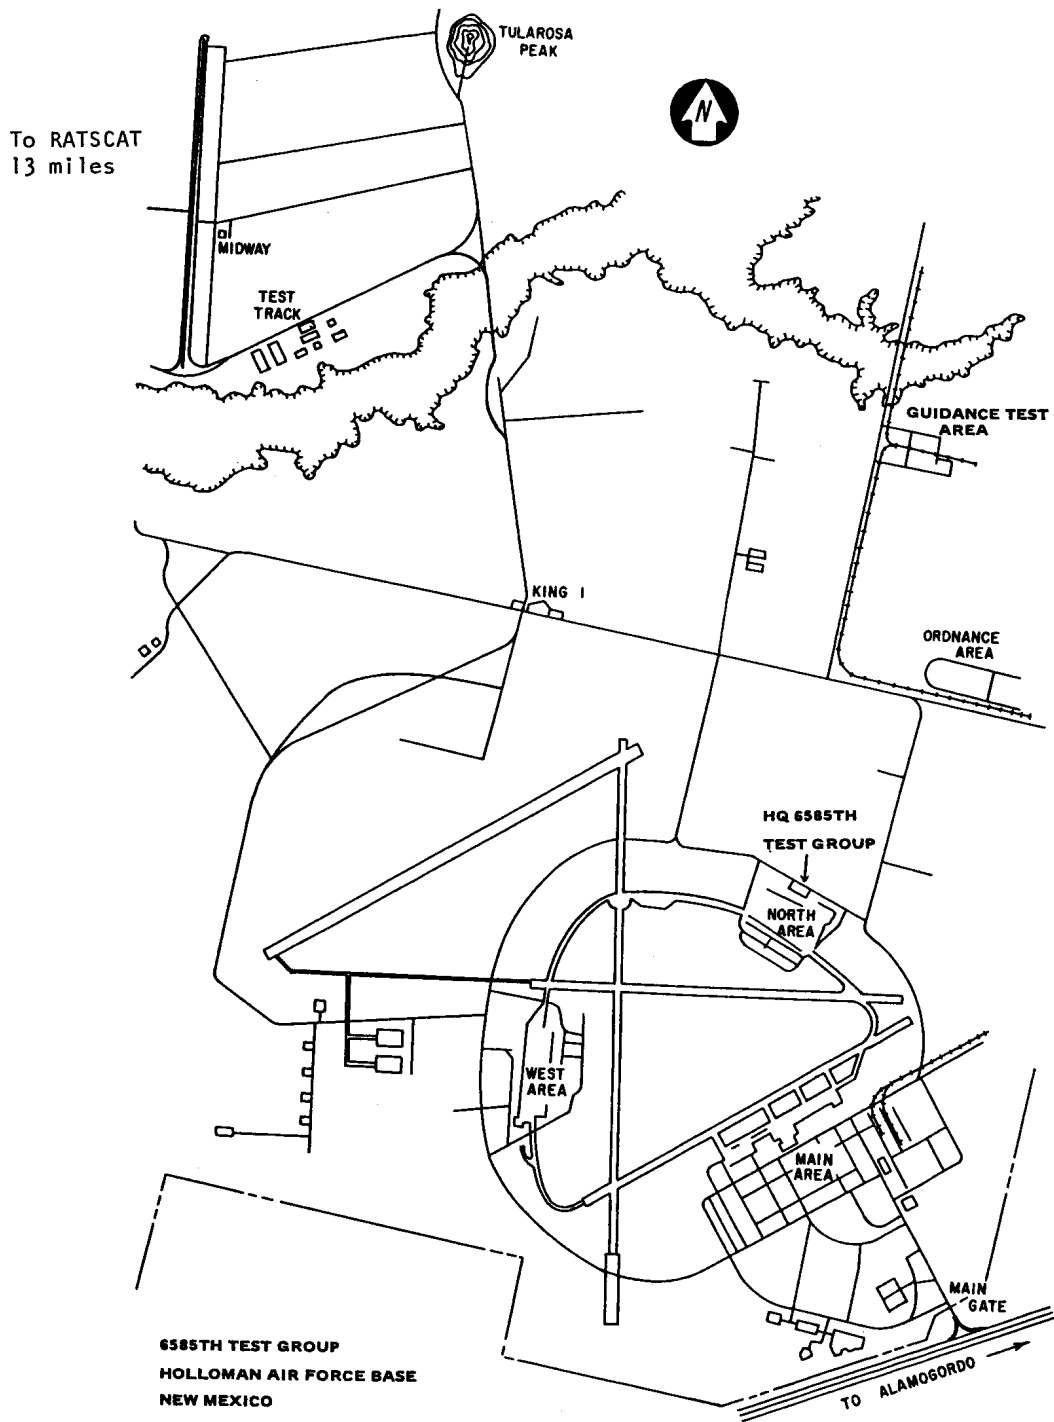 TULAROSA
PEAK
N
To RATSCAT
13 miles
MIDWAY
TEST
TRACK
GUIDANCE TEST
AREA
KING 1
ORDNANCE
AREA
HQ 6585TH
TEST GROUP
NORTH
AREA
WEST
AREA
MAIN
AREA
MAIN
GATE
TO ALAMOGORDO
6585TH TEST GROUP
HOLLOMAN AIR FORCE BASE
NEW MEXICO